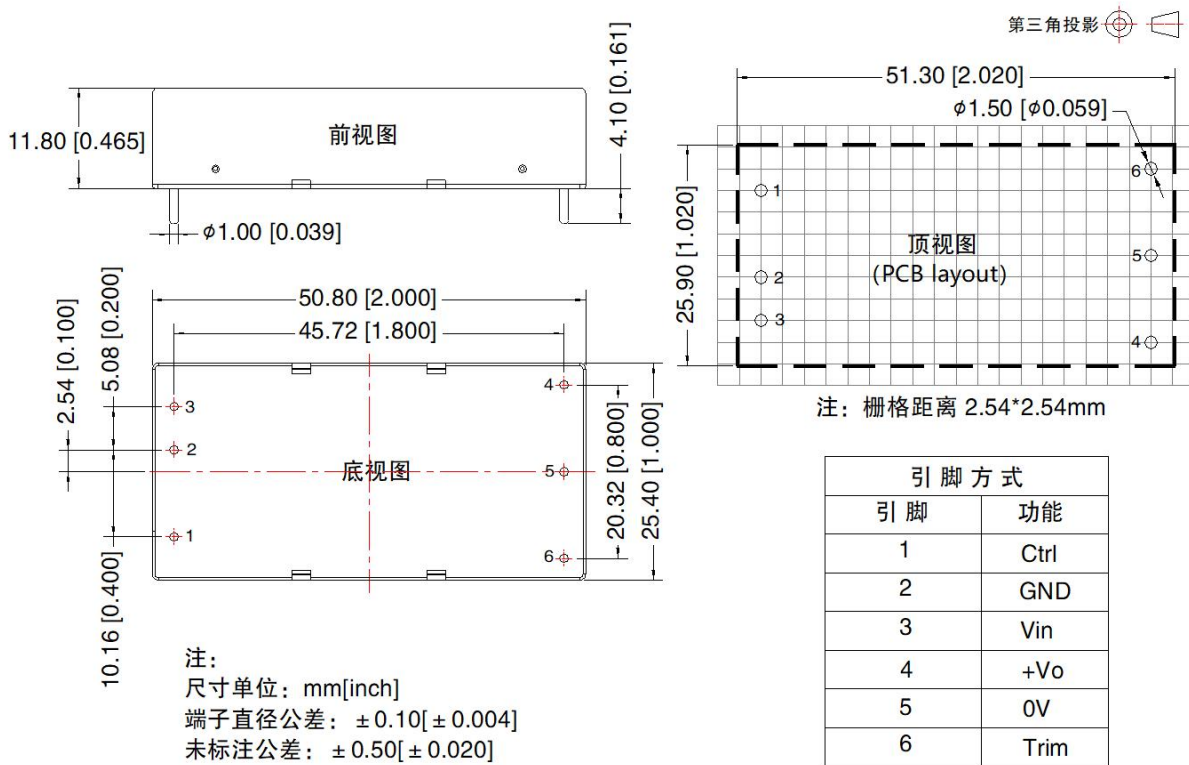 第三角投影
11.80 [0.465]
前视图
4.10 [0.161]
ϕ1.00 [0.039]
51.30 [2.020]
ϕ1.50 [ϕ0.059]
25.90 [1.020]
1
2
3
6
5
4
顶视图
(PCB layout)
注：栅格距离 2.54*2.54mm
50.80 [2.000]
45.72 [1.800]
2.54 [0.100]
5.08 [0.200]
10.16 [0.400]
3
2
1
4
5
6
底视图
20.32 [0.800]
25.40 [1.000]
注：
尺寸单位：mm[inch]
端子直径公差：±0.10[±0.004]
未标注公差：±0.50[±0.020]
引 脚 方 式
引 脚 功能
1 Ctrl
2 GND
3 Vin
4 +Vo
5 0V
6 Trim